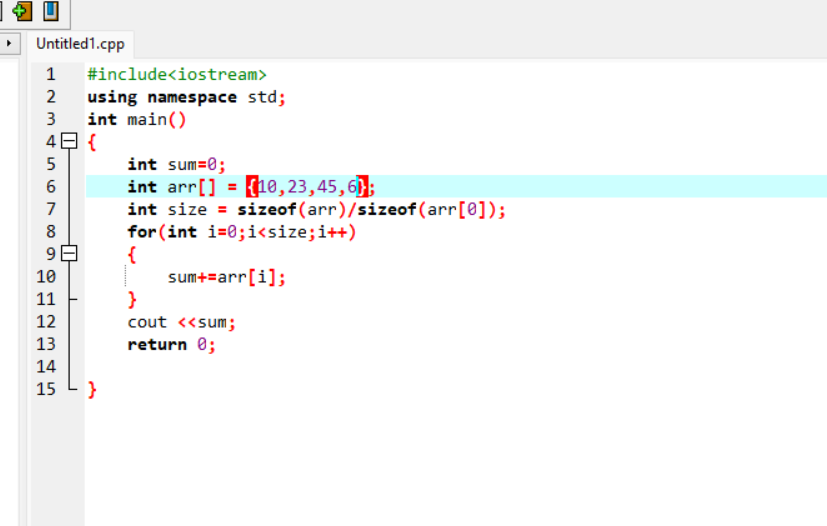 Untitled1.cpp
1 #include<iostream>
2 using namespace std;
3 int main()
4 {
5 int sum=0;
6 int arr[] = {10,23,45,6};
7 int size = sizeof(arr)/sizeof(arr[0]);
8 for(int i=0;i<size;i++)
9 {
10 sum+=arr[i];
11 }
12 cout <<sum;
13 return 0;
14
15 }